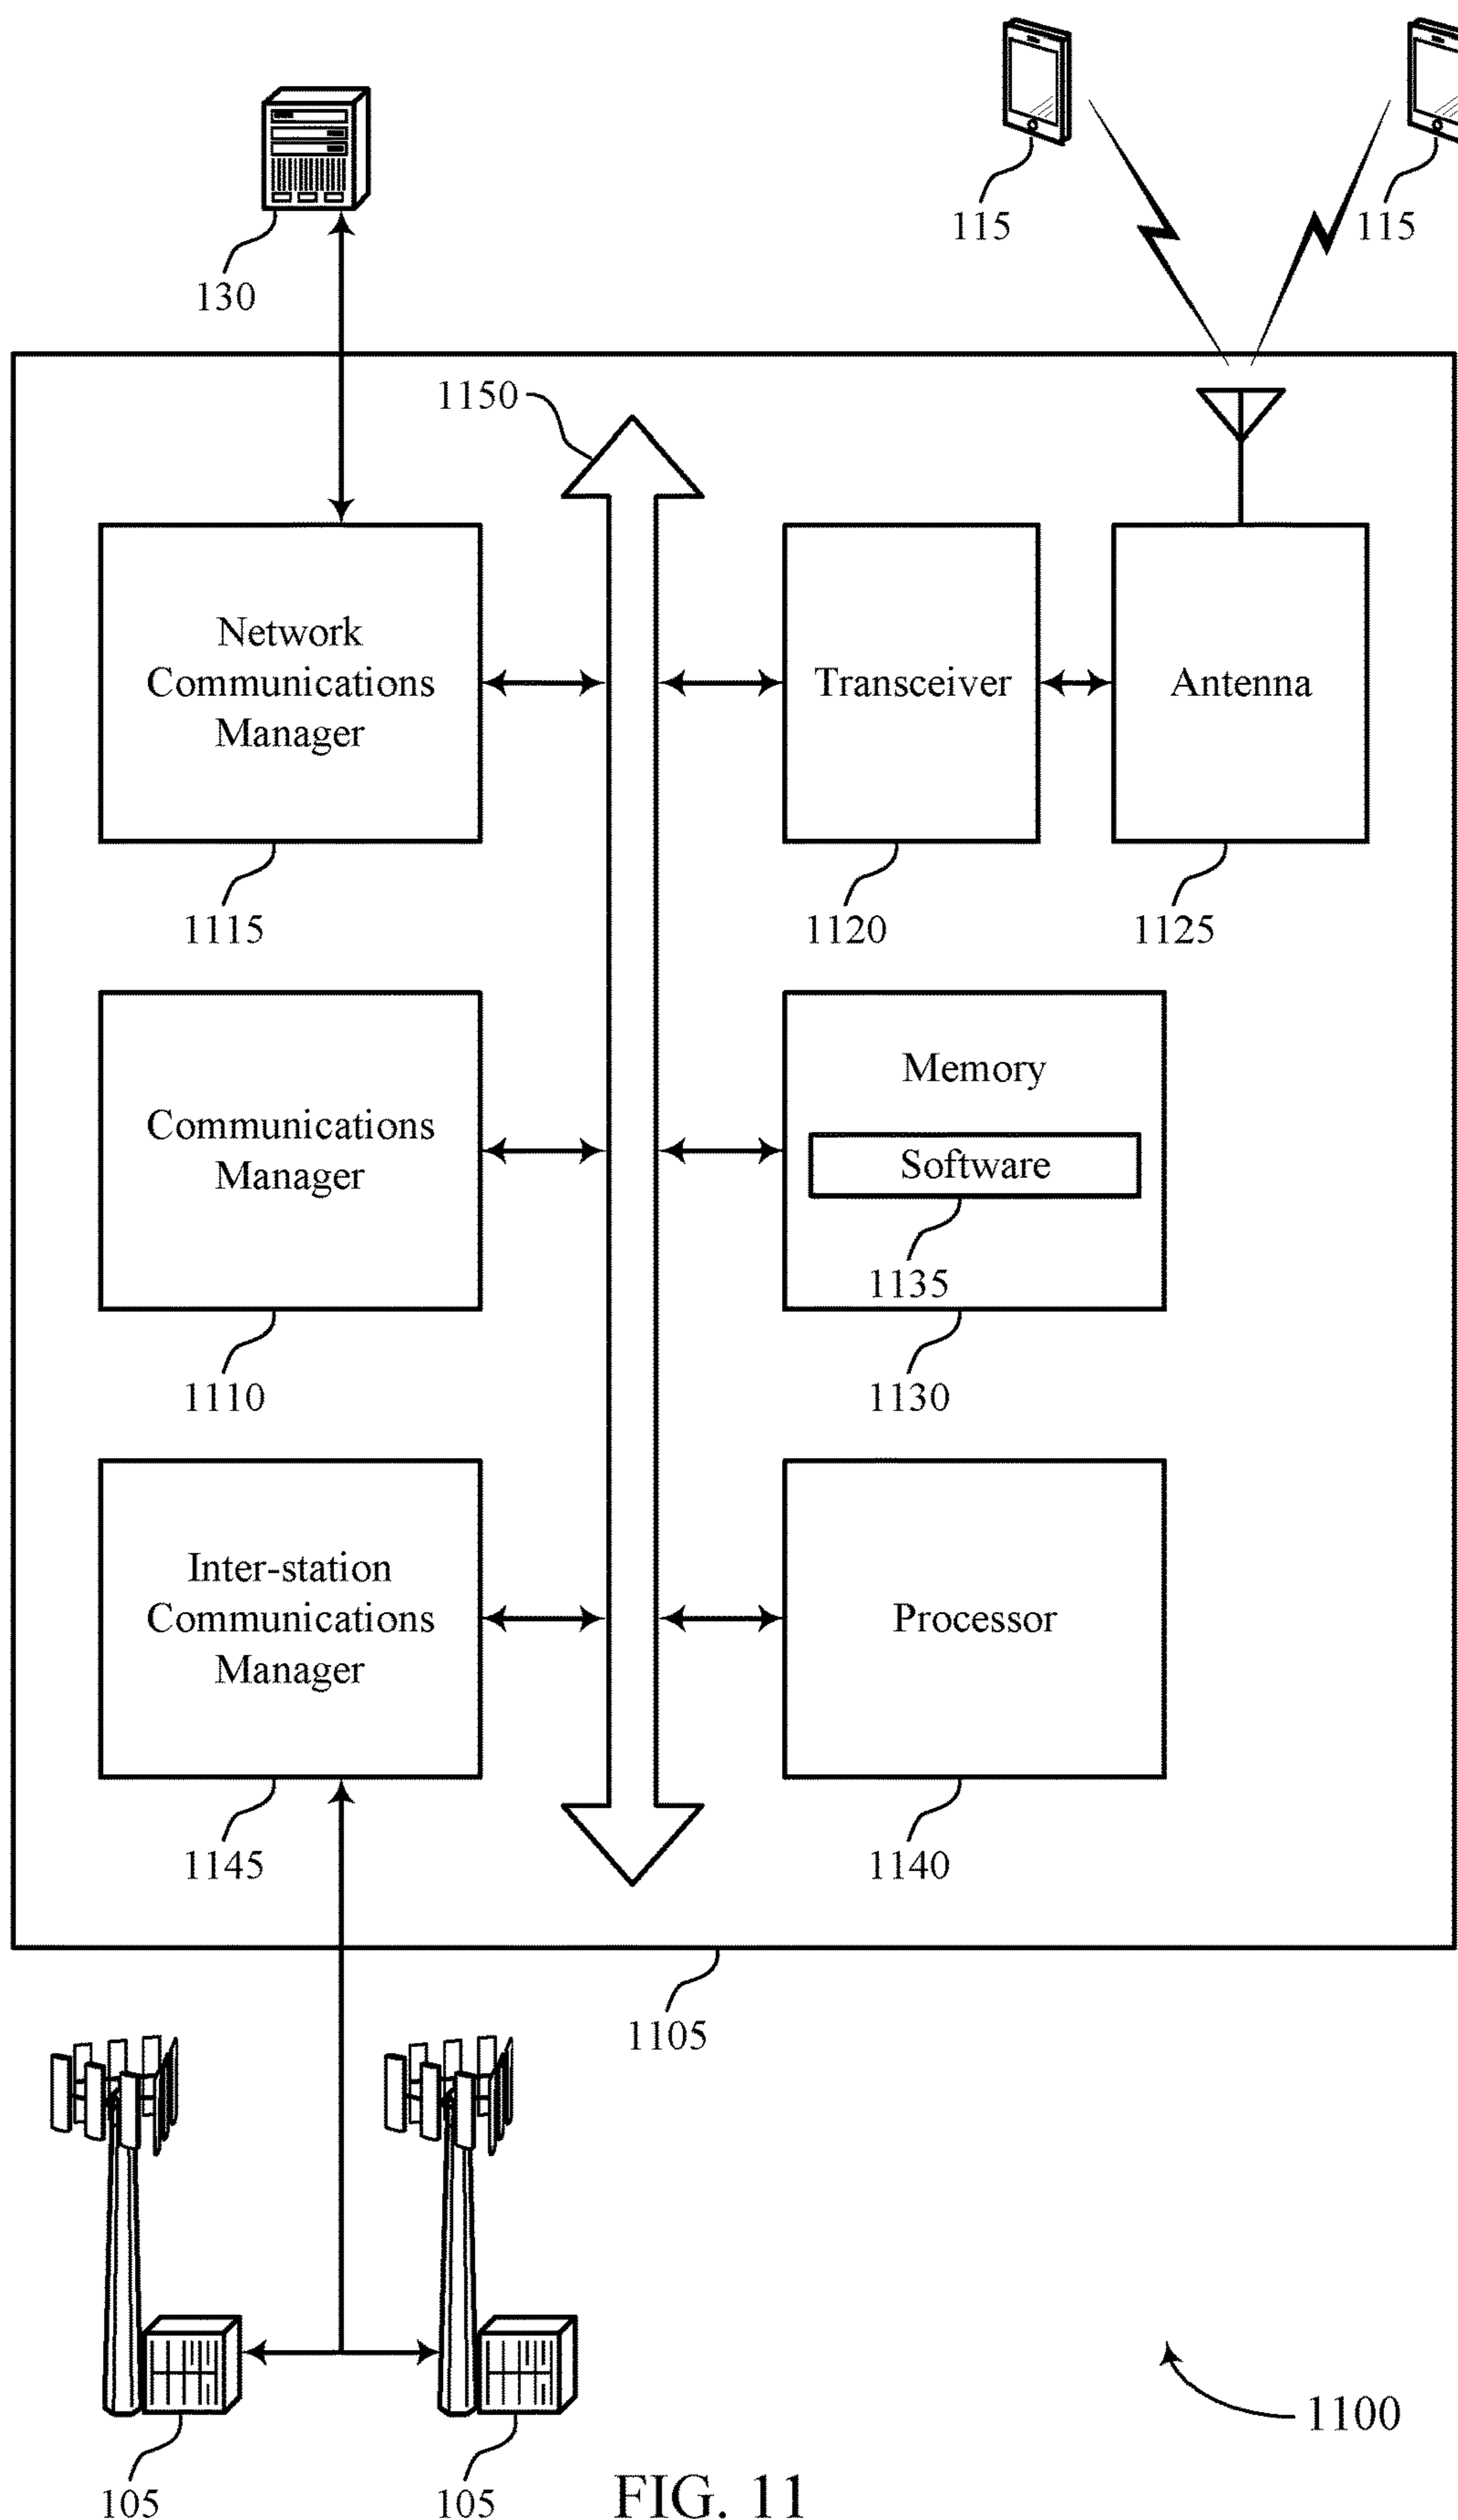 115
115
130
1150
Network
Communications
Manager
Transceiver
Antenna
1115
1120
1125
Communications
Manager
Memory
Software
1135
1110
1130
Inter-station
Communications
Manager
Processor
1145
1140
1105
1100
105
105
FIG. 11